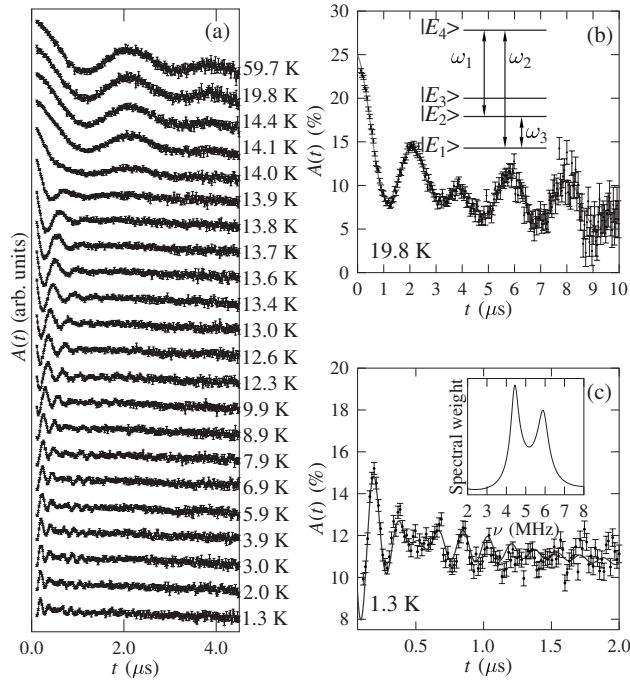 (a)
59.7 K
19.8 K
14.4 K
14.1 K
14.0 K
13.9 K
13.8 K
13.7 K
13.6 K
13.4 K
13.0 K
12.6 K
12.3 K
9.9 K
8.9 K
7.9 K
6.9 K
5.9 K
3.9 K
3.0 K
2.0 K
1.3 K
A(t) (arb. units)
0.0 2.0 4.0
t (μs)
(b)
30
25
20
15
10
5
0
A(t) (%)
|E4>
|E3>
|E2>
|E1>
ω1 ω2
ω3
19.8 K
0 1 2 3 4 5 6 7 8 9 10
t (μs)
(c)
20
18
16
14
12
10
8
A(t) (%)
Spectral weight
2 3 4 5 6 7 8
ν (MHz)
1.3 K
0.5 1.0 1.5 2.0
t (μs)